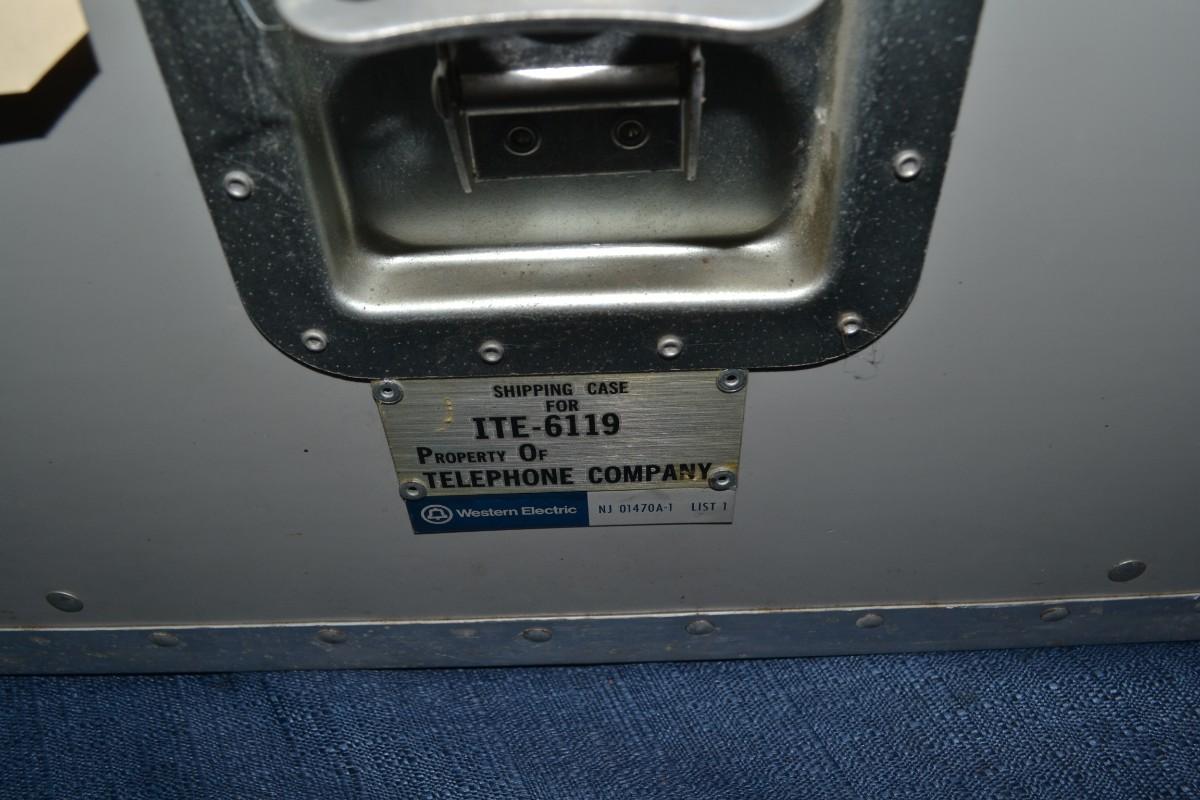 SHIPPING CASE
FOR
ITE-6119
PROPERTY OF
TELEPHONE COMPANY
Western Electric NJ 01470A-1 LIST 1